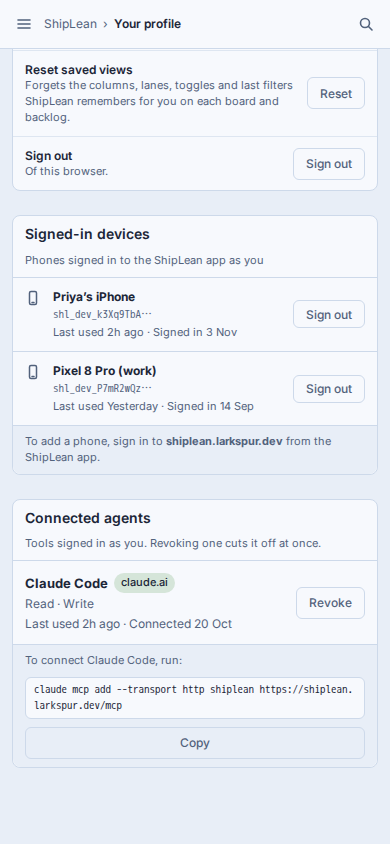 ShipLean › Your profile
Reset saved views
Forgets the columns, lanes, toggles and last filters
ShipLean remembers for you on each board and
backlog.
Reset
Sign out
Of this browser.
Sign out
Signed-in devices
Phones signed in to the ShipLean app as you
Priya’s iPhone
shl_dev_k3Xq9TbA···
Last used 2h ago · Signed in 3 Nov
Sign out
Pixel 8 Pro (work)
shl_dev_P7mR2wQz···
Last used Yesterday · Signed in 14 Sep
Sign out
To add a phone, sign in to shiplean.larkspur.dev from the
ShipLean app.
Connected agents
Tools signed in as you. Revoking one cuts it off at once.
Claude Code claude.ai
Read · Write
Last used 2h ago · Connected 20 Oct
Revoke
To connect Claude Code, run:
claude mcp add --transport http shiplean https://shiplean.
larkspur.dev/mcp
Copy